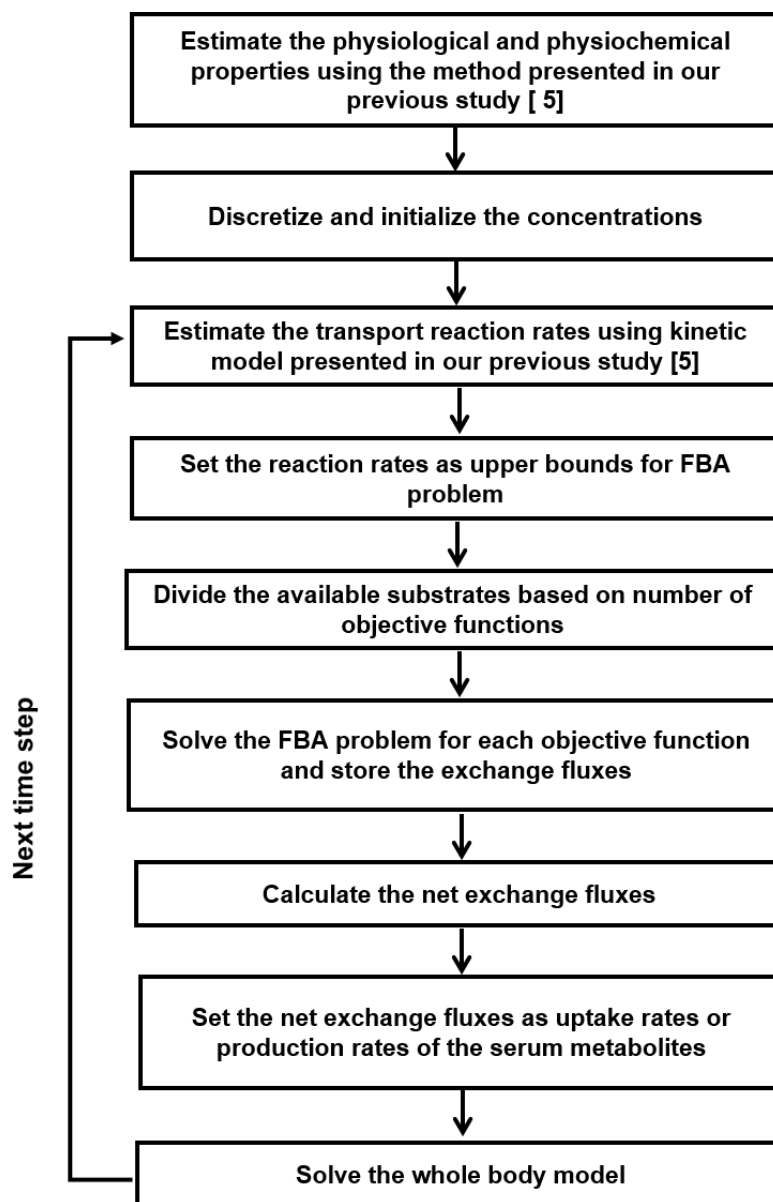 Estimate the physiological and physiochemical
properties using the method presented in our
previous study [ 5]
Discretize and initialize the concentrations
Estimate the transport reaction rates using kinetic
model presented in our previous study [5]
Set the reaction rates as upper bounds for FBA
problem
Divide the available substrates based on number of
objective functions
Solve the FBA problem for each objective function
and store the exchange fluxes
Calculate the net exchange fluxes
Set the net exchange fluxes as uptake rates or
production rates of the serum metabolites
Solve the whole body model
Next time step